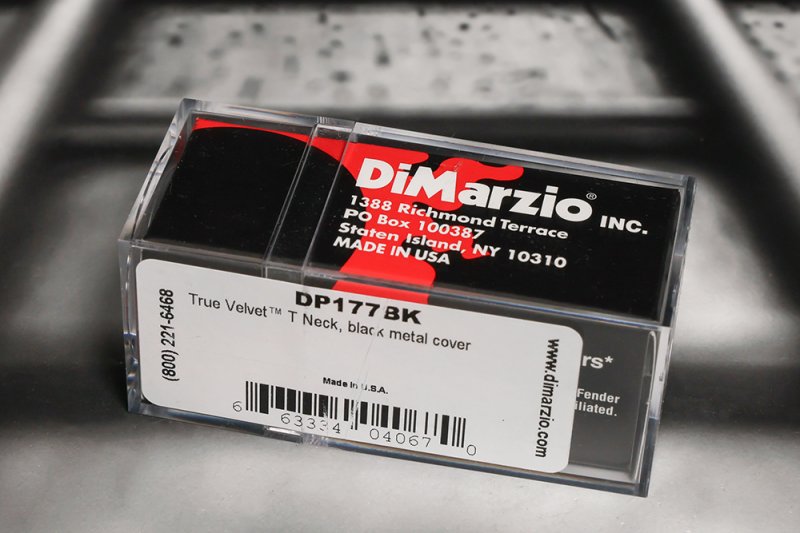 DiMarzio® INC.
1388 Richmond Terrace
PO Box 100387
Staten Island, NY 10310
MADE IN USA
(800) 221-6468
DP177BK
True Velvet™ T Neck, black metal cover
Made In U.S.A.
6 63334 04067 0
www.dimarzio.com
rs*
Fender
iliated.